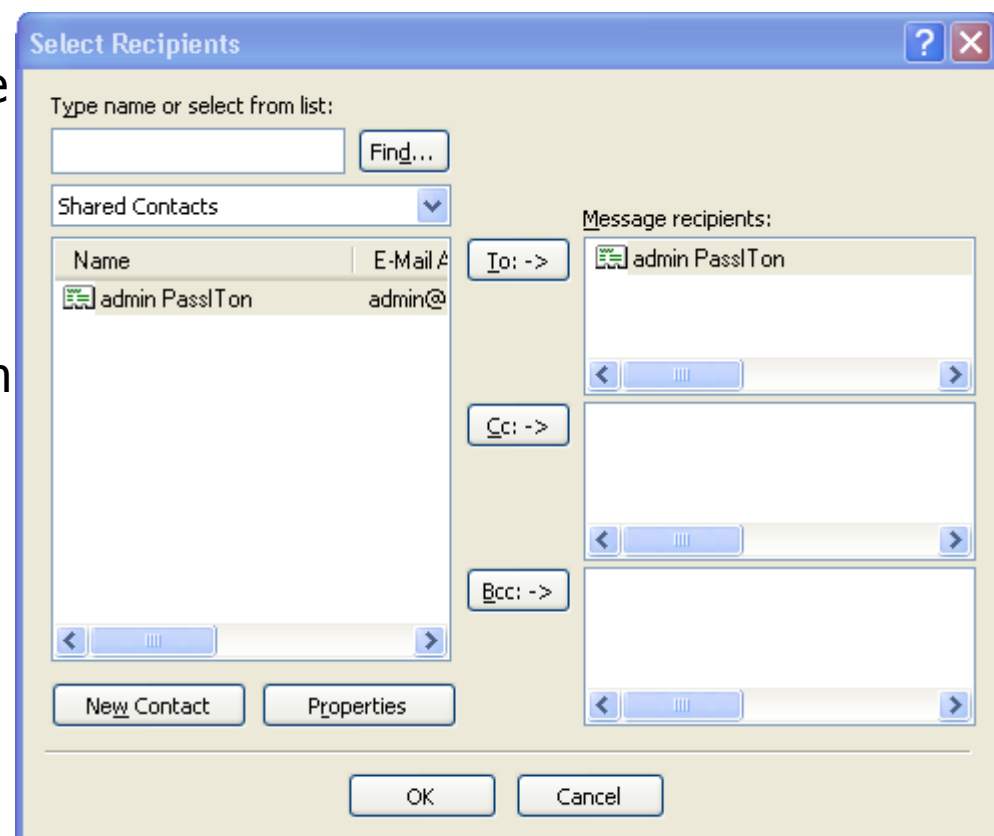 Select Recipients
e
Type name or select from list:
Find...
Shared Contacts
Message recipients:
Name E-Mail A
To: ->
admin PassITon
admin PassITon admin@
n
Cc: ->
Bcc: ->
New Contact Properties
OK Cancel